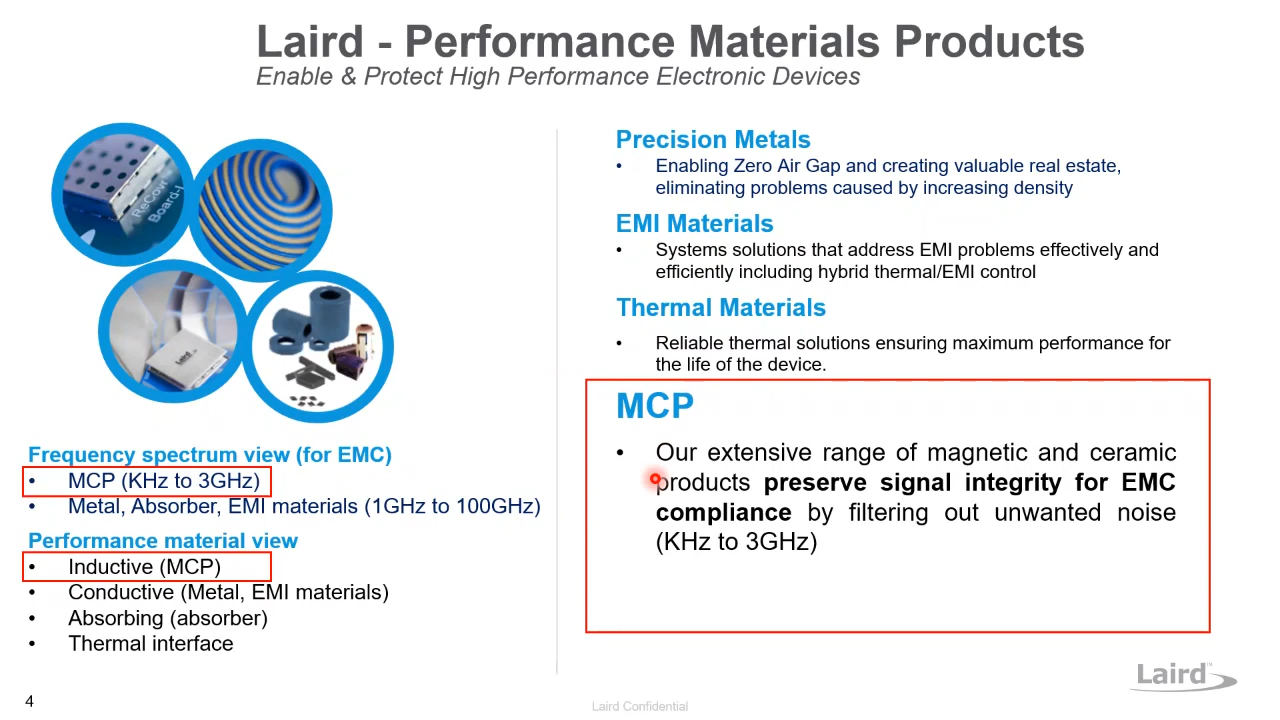 Laird - Performance Materials Products
Enable & Protect High Performance Electronic Devices
ReCovr
Board-l
Laird
Frequency spectrum view (for EMC)
• MCP (KHz to 3GHz)
• Metal, Absorber, EMI materials (1GHz to 100GHz)
Performance material view
• Inductive (MCP)
• Conductive (Metal, EMI materials)
• Absorbing (absorber)
• Thermal interface
Precision Metals
• Enabling Zero Air Gap and creating valuable real estate,
eliminating problems caused by increasing density
EMI Materials
• Systems solutions that address EMI problems effectively and
efficiently including hybrid thermal/EMI control
Thermal Materials
• Reliable thermal solutions ensuring maximum performance for
the life of the device.
MCP
• Our extensive range of magnetic and ceramic
products preserve signal integrity for EMC
compliance by filtering out unwanted noise
(KHz to 3GHz)
Laird™
4
Laird Confidential